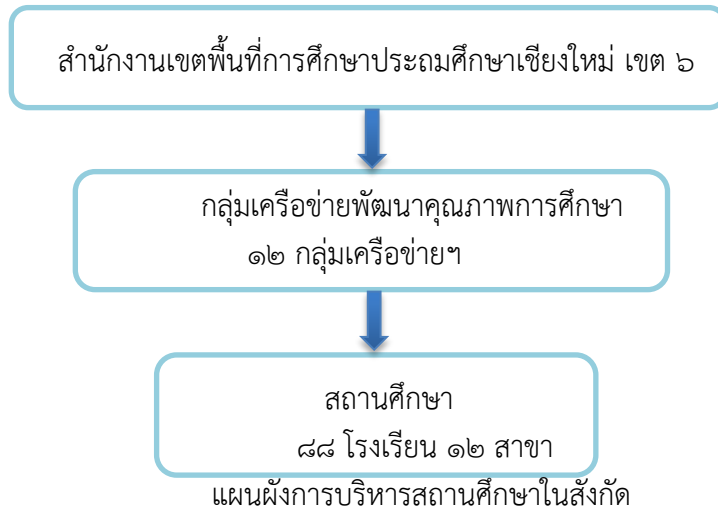 สำนักงานเขตพื้นที่การศึกษาประถมศึกษาเชียงใหม่ เขต ๖
กลุ่มเครือข่ายพัฒนาคุณภาพการศึกษา
๑๒ กลุ่มเครือข่ายฯ
สถานศึกษา
๘๘ โรงเรียน ๑๒ สาขา
แผนผังการบริหารสถานศึกษาในสังกัด